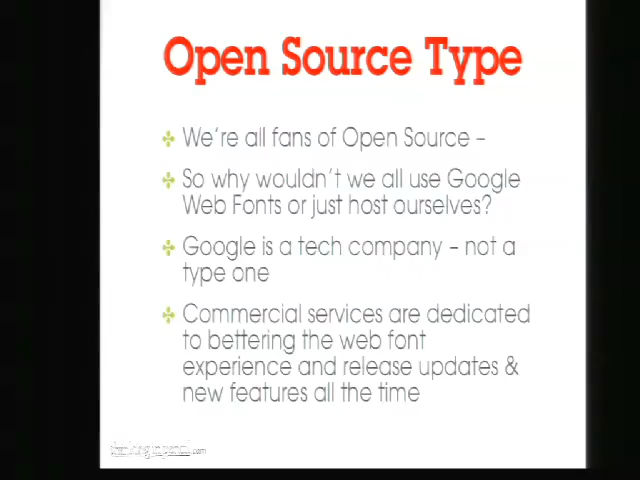 Open Source Type
We're all fans of Open Source –
So why wouldn't we all use Google
Web Fonts or just host ourselves?
Google is a tech company – not a
type one
Commercial services are dedicated
to bettering the web font
experience and release updates &
new features all the time